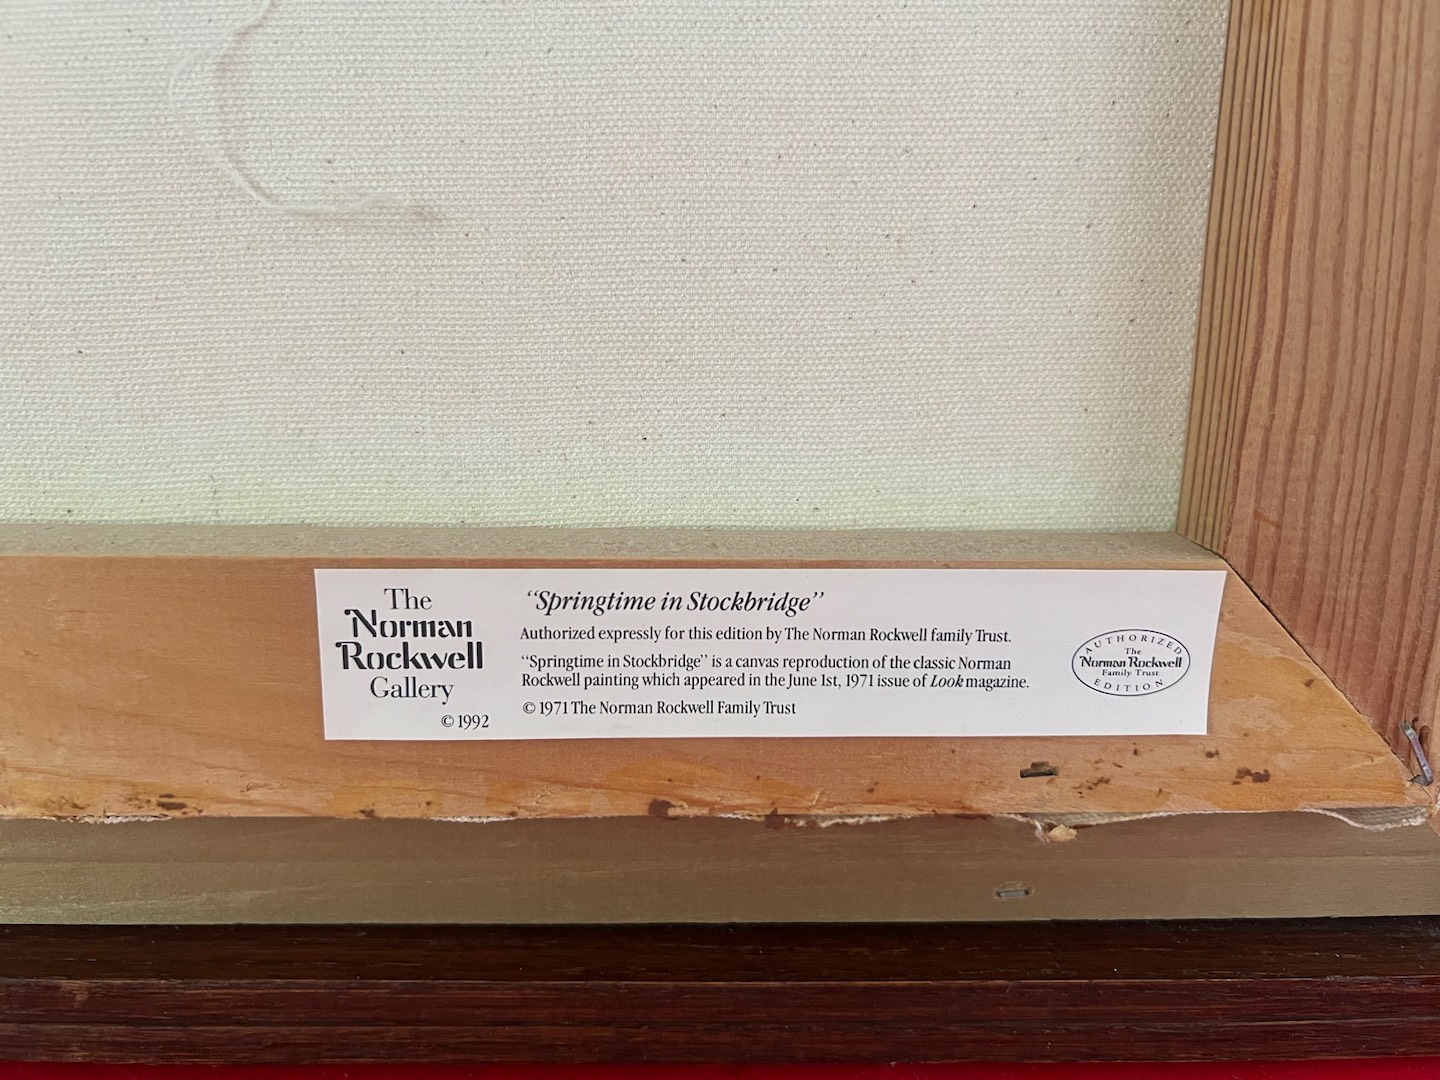 The
Norman
Rockwell
Gallery
© 1992
“Springtime in Stockbridge”
Authorized expressly for this edition by The Norman Rockwell family Trust.
“Springtime in Stockbridge” is a canvas reproduction of the classic Norman
Rockwell painting which appeared in the June 1st, 1971 issue of Look magazine.
© 1971 The Norman Rockwell Family Trust
AUTHORIZED
The
Norman Rockwell
Family Trust
EDITION